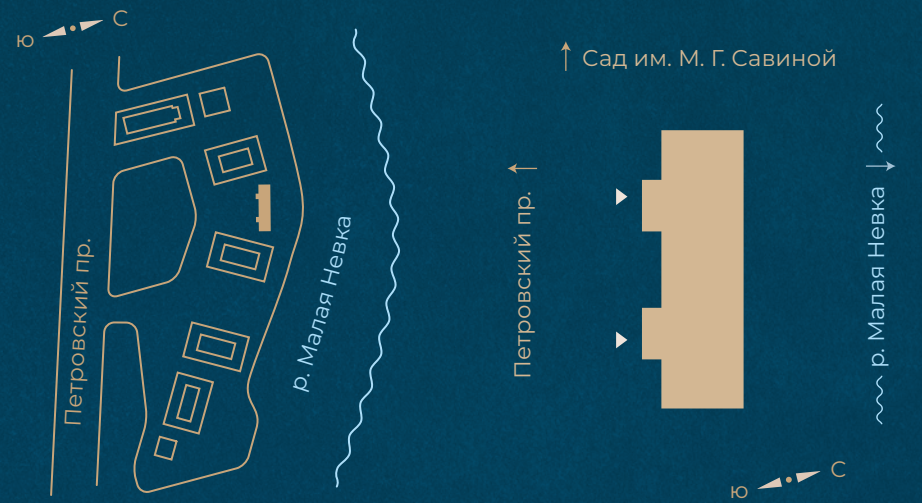 С
Ю
Петровский пр.
р. Малая Невка
Сад им. М. Г. Савиной
Петровский пр.
р. Малая Невка
С
Ю